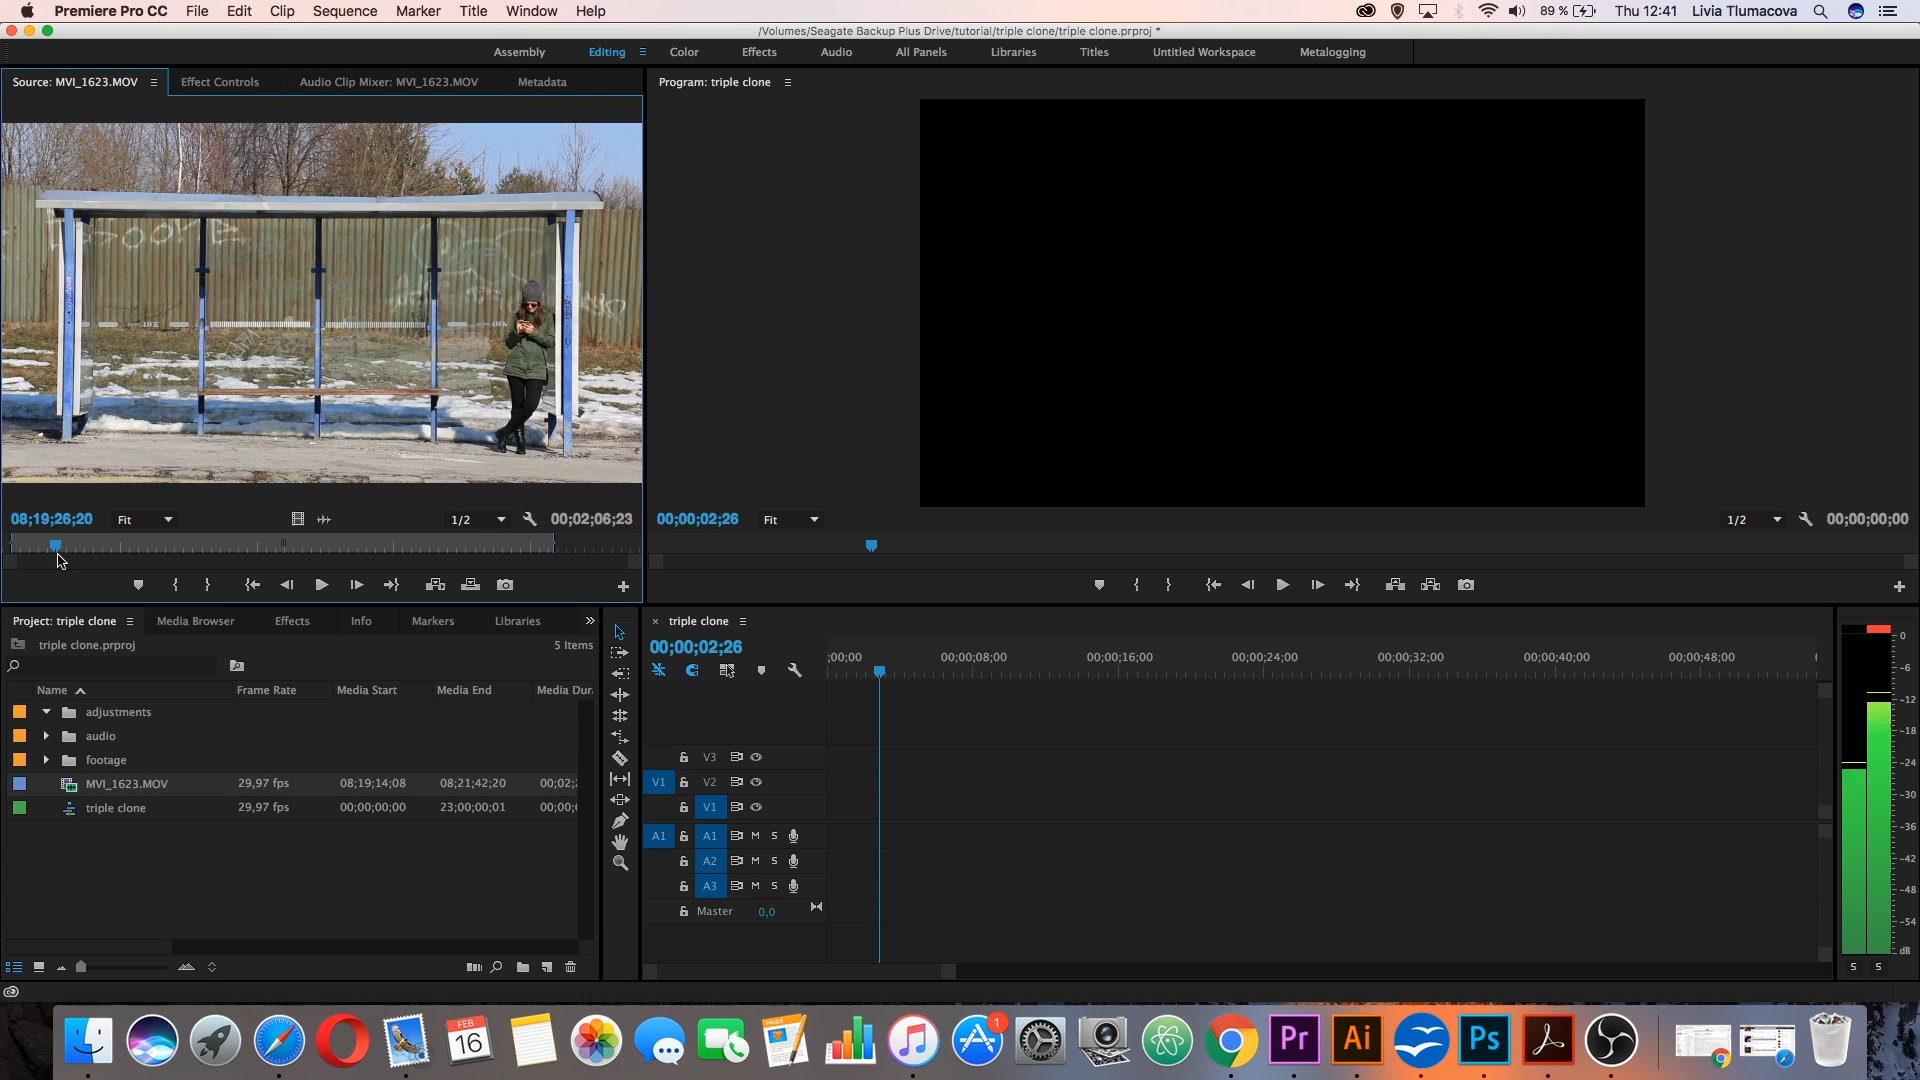 Premiere Pro CC File Edit Clip Sequence Marker Title Window Help 89 % Thu 12:41 Livia Tlumacova
/Volumes/Seagate Backup Plus Drive/tutorial/triple clone/triple clone.prproj *
Assembly Editing Color Effects Audio All Panels Libraries Titles Untitled Workspace Metalogging
Source: MVI_1623.MOV Effect Controls Audio Clip Mixer: MVI_1623.MOV Metadata
Program: triple clone
08;19;26;20 Fit 1/2 00;02;06;23
00;00;02;26 Fit 1/2 00;00;00;00
Project: triple clone Media Browser Effects Info Markers Libraries
triple clone.prproj 5 Items
Name Frame Rate Media Start Media End Media Dur
adjustments
audio
footage
MVI_1623.MOV 29,97 fps 08;19;14;08 08;21;42;20 00;02;
triple clone 29,97 fps 00;00;00;00 23;00;00;01 00;00;
triple clone
00;00;02;26
;00;00 00;00;08;00 00;00;16;00 00;00;24;00 00;00;32;00 00;00;40;00 00;00;48;00
V3
V1 V2
V1
A1 A1 M S
A2 M S
A3 M S
Master 0,0
0
-6
-12
-18
-24
-30
-36
-42
-48
-54
dB
S S
FEB
16
PAGES
1
Pr Ai Ps